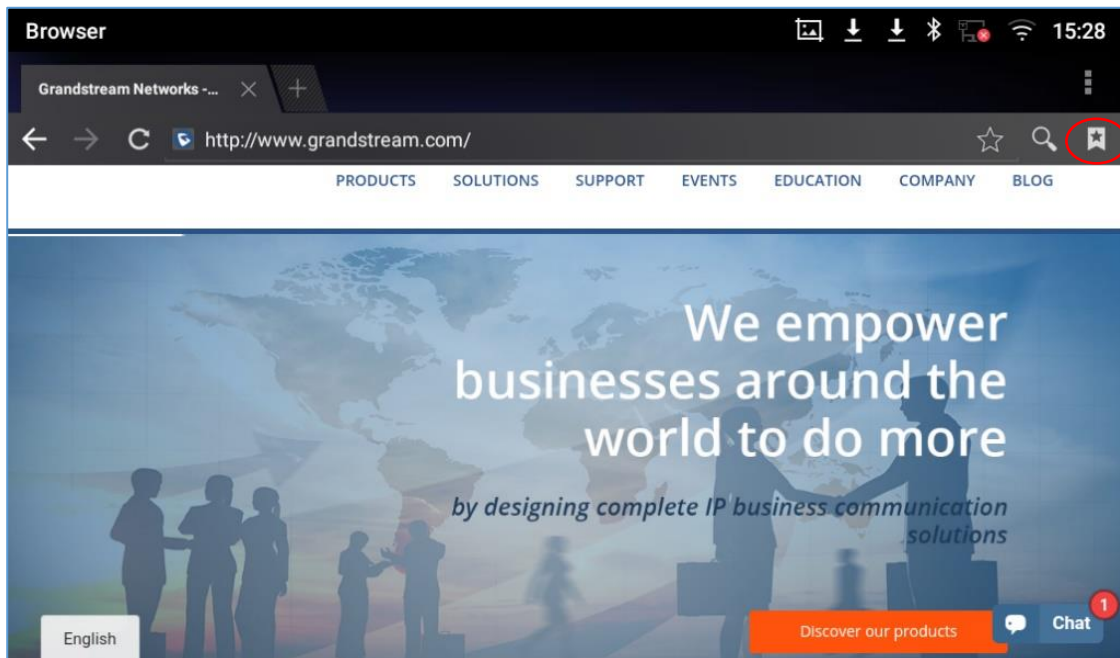 Browser
15:28
Grandstream Networks -...
http://www.grandstream.com/
PRODUCTS SOLUTIONS SUPPORT EVENTS EDUCATION COMPANY BLOG
We empower
businesses around the
world to do more
by designing complete IP business communication
solutions
English
Discover our products
Chat
1